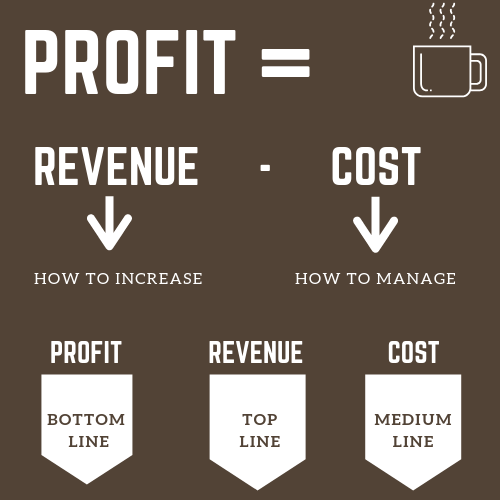 PROFIT =
REVENUE - COST
HOW TO INCREASE HOW TO MANAGE
PROFIT REVENUE COST
BOTTOM LINE
TOP LINE
MEDIUM LINE